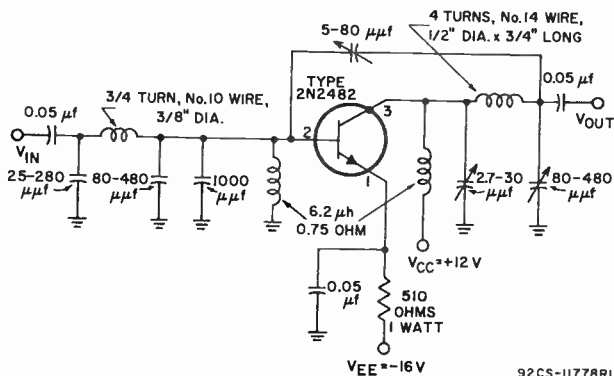 5-80 μμf
4 TURNS, No.14 WIRE,
1/2" DIA. x 3/4" LONG
TYPE
2N2482
0.05 μf
3/4 TURN, No.10 WIRE,
3/8" DIA.
0.05 μf
3
2
1
VIN
VOUT
25-280
μμf
80-480
μμf
1000
μμf
6.2 μh
0.75 OHM
2.7-30
μμf
80-480
μμf
VCC=+12 V
0.05
μf
510
OHMS
1 WATT
VEE=-16V
92CS-11778R1